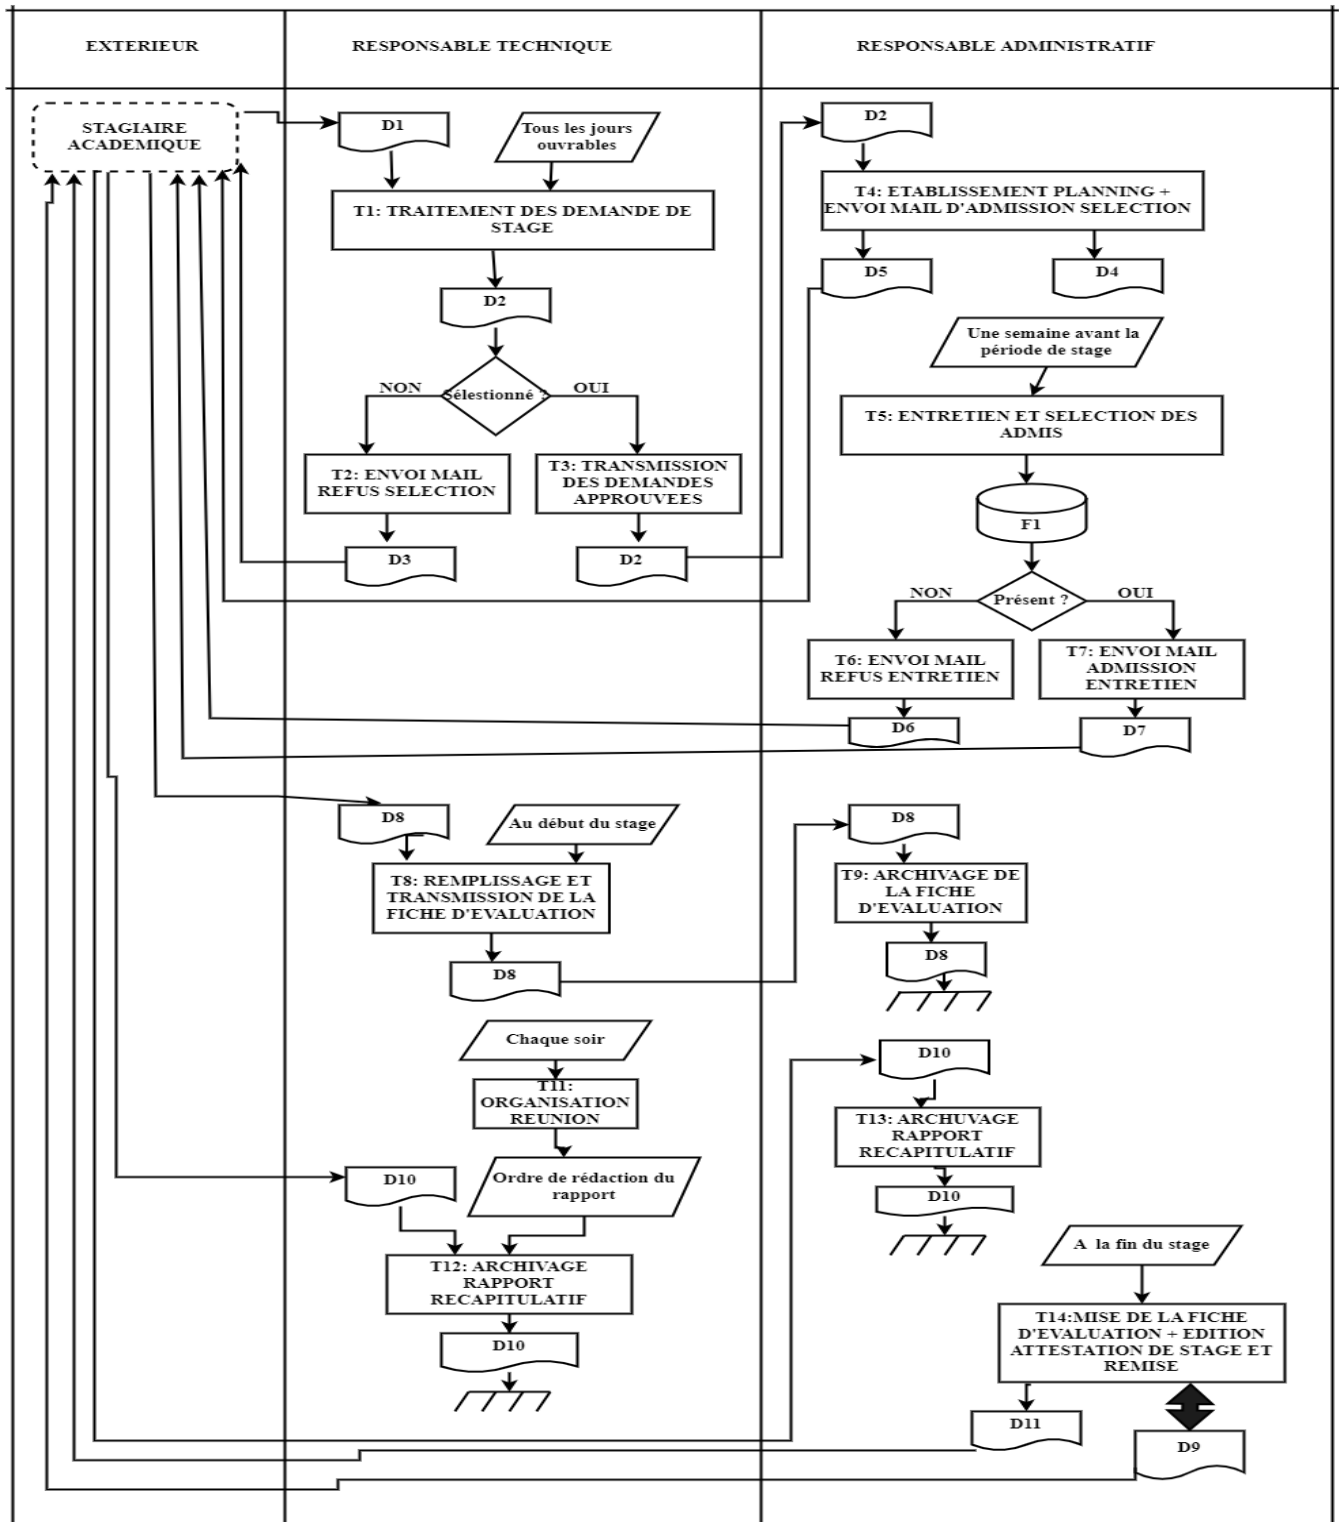 EXTERIEUR
RESPONSABLE TECHNIQUE
RESPONSABLE ADMINISTRATIF
STAGIAIRE
ACADEMIQUE
D1
Tous les jours
ouvrables
D2
T1: TRAITEMENT DES DEMANDE DE
STAGE
T4: ETABLISSEMENT PLANNING +
ENVOI MAIL D'ADMISSION SELECTION
D2
D5
D4
Une semaine avant la
période de stage
NON
Sélestionné ?
OUI
T5: ENTRETIEN ET SELECTION DES
ADMIS
T2: ENVOI MAIL
REFUS SELECTION
T3: TRANSMISSION
DES DEMANDES
APPROUVEES
F1
D3
D2
NON
Présent ?
OUI
T6: ENVOI MAIL
REFUS ENTRETIEN
T7: ENVOI MAIL
ADMISSION
ENTRETIEN
D6
D7
D8
Au début du stage
D8
T8: REMPLISSAGE ET
TRANSMISSION DE LA
FICHE D'EVALUATION
T9: ARCHIVAGE DE
LA FICHE
D'EVALUATION
D8
D8
Chaque soir
D10
T11:
ORGANISATION
REUNION
T13: ARCHUVAGE
RAPPORT
RECAPITULATIF
D10
Ordre de rédaction du
rapport
D10
A la fin du stage
T12: ARCHIVAGE
RAPPORT
RECAPITULATIF
T14:MISE DE LA FICHE
D'EVALUATION + EDITION
ATTESTATION DE STAGE ET
REMISE
D10
D11
D9